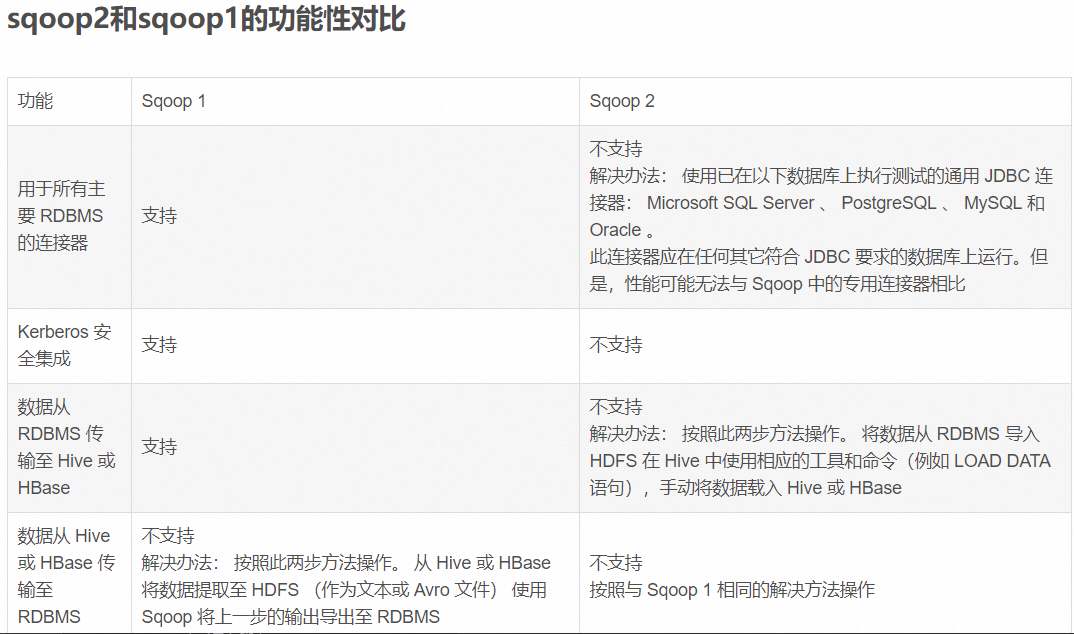 sqoop2和sqoop1的功能性对比
功能
Sqoop 1
Sqoop 2
用于所有主
要 RDBMS
的连接器
支持
不支持
解决办法： 使用已在以下数据库上执行测试的通用 JDBC 连
接器： Microsoft SQL Server 、 PostgreSQL 、 MySQL 和
Oracle 。
此连接器应在任何其它符合 JDBC 要求的数据库上运行。但
是，性能可能无法与 Sqoop 中的专用连接器相比
Kerberos 安
全集成
支持
不支持
数据从
RDBMS 传
输至 Hive 或
HBase
支持
不支持
解决办法： 按照此两步方法操作。 将数据从 RDBMS 导入
HDFS 在 Hive 中使用相应的工具和命令（例如 LOAD DATA
语句），手动将数据载入 Hive 或 HBase
数据从 Hive
或 HBase 传
输至
RDBMS
不支持
解决办法： 按照此两步方法操作。 从 Hive 或 HBase
将数据提取至 HDFS （作为文本或 Avro 文件） 使用
Sqoop 将上一步的输出导出至 RDBMS
不支持
按照与 Sqoop 1 相同的解决方法操作